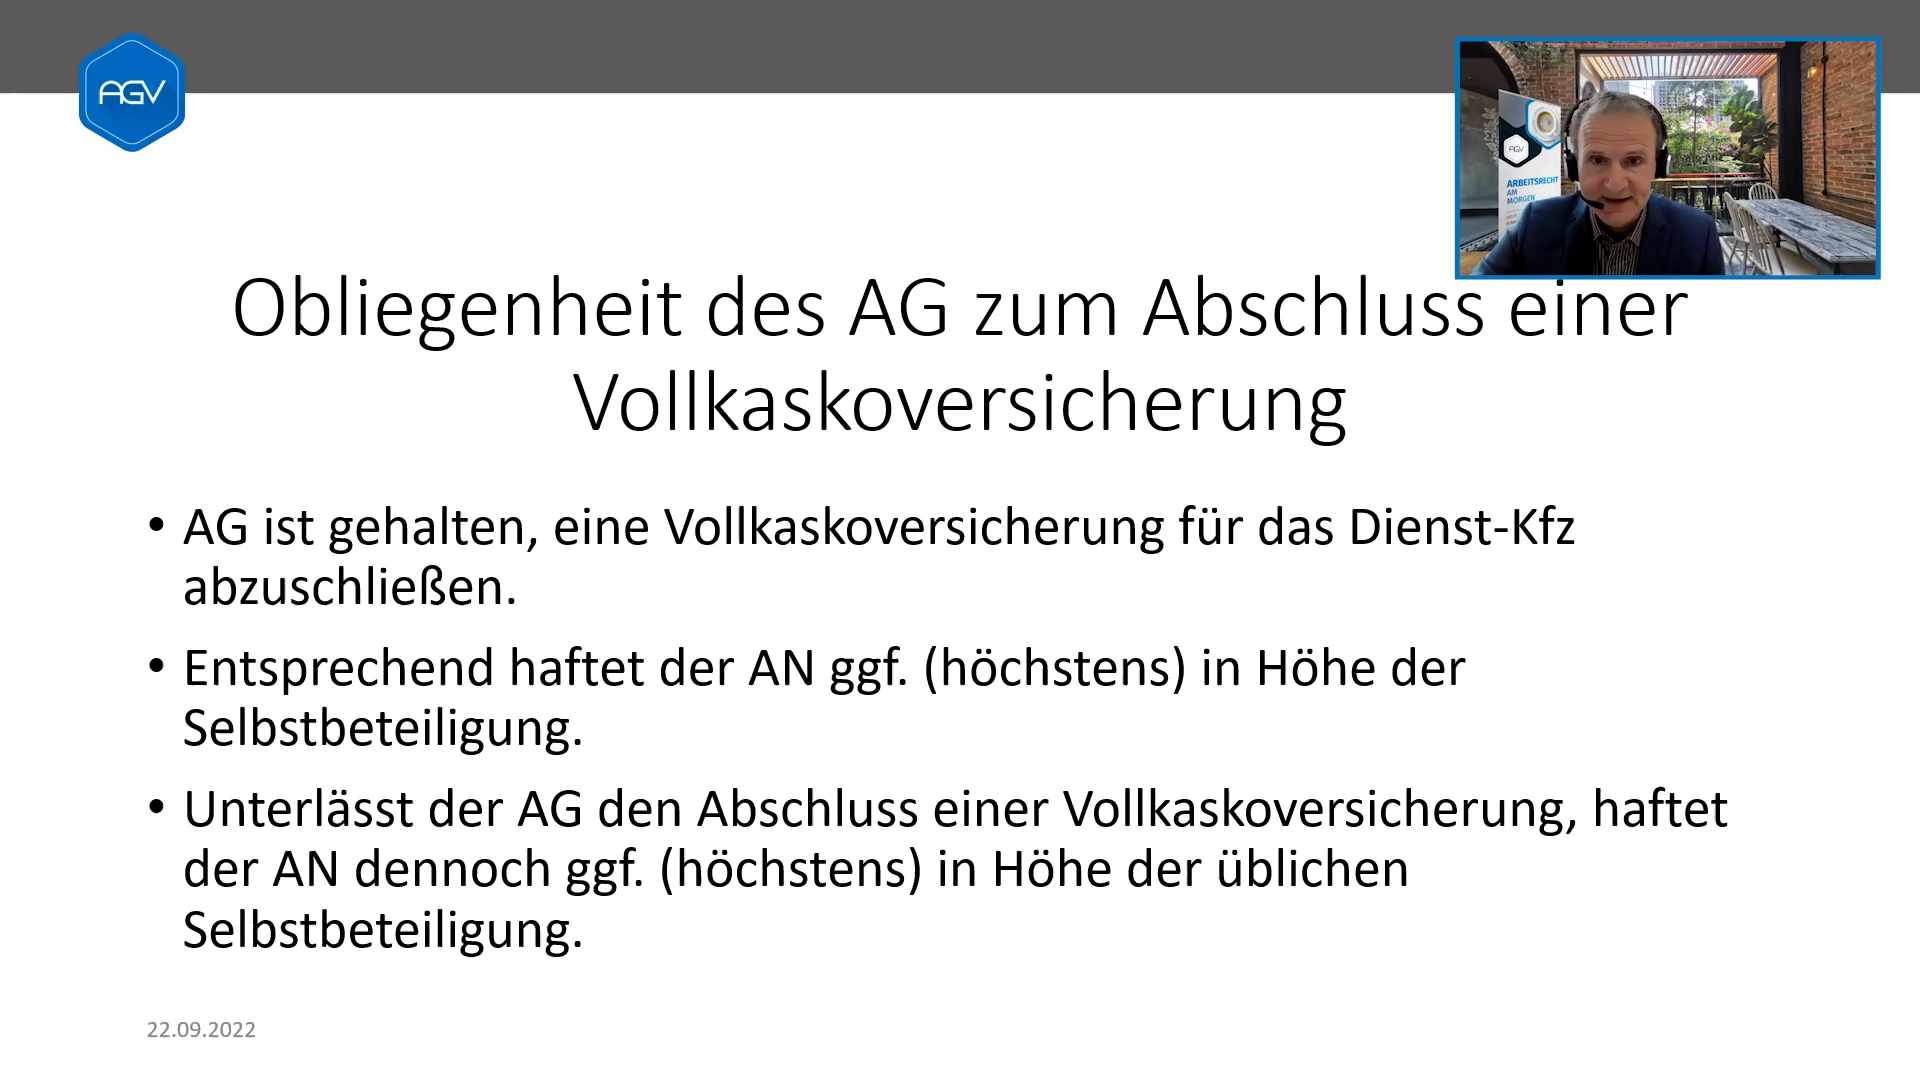 AGV
AGV
ARBEITSRECHT
AM
MORGEN
Obliegenheit des AG zum Abschluss einer
Vollkaskoversicherung
• AG ist gehalten, eine Vollkaskoversicherung für das Dienst-Kfz
abzuschließen.
• Entsprechend haftet der AN ggf. (höchstens) in Höhe der
Selbstbeteiligung.
• Unterlässt der AG den Abschluss einer Vollkaskoversicherung, haftet
der AN dennoch ggf. (höchstens) in Höhe der üblichen
Selbstbeteiligung.
22.09.2022